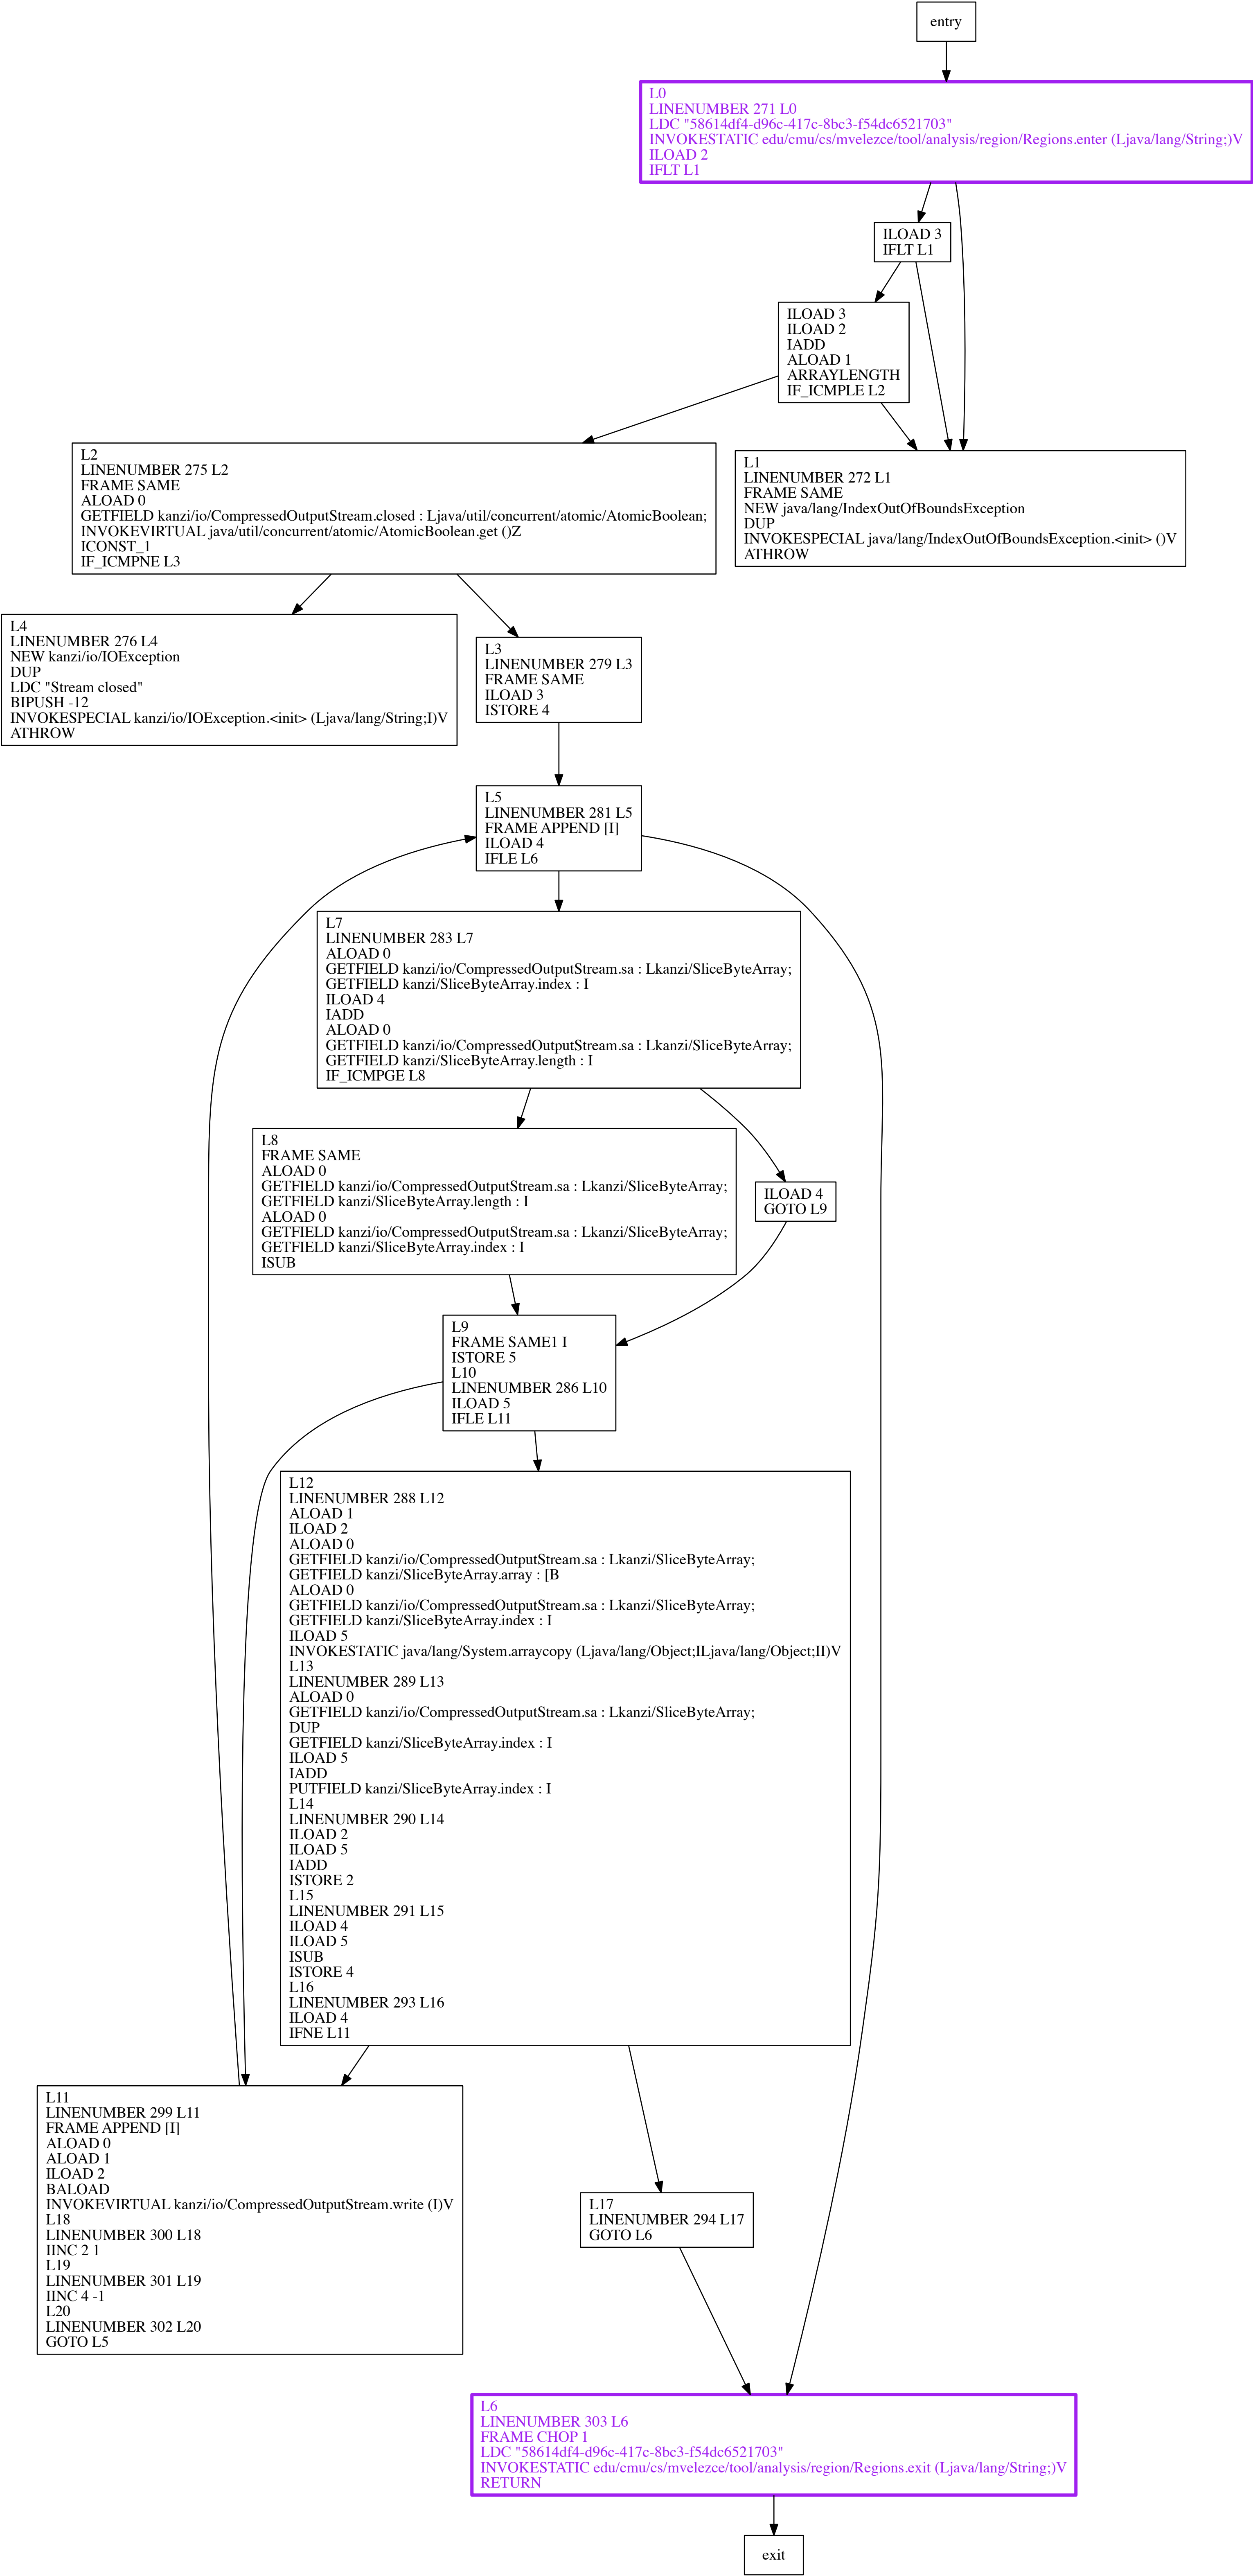 entry
L0
LINENUMBER 271 L0
LDC "58614df4-d96c-417c-8bc3-f54dc6521703"
INVOKESTATIC edu/cmu/cs/mvelezce/tool/analysis/region/Regions.enter (Ljava/lang/String;)V
ILOAD 2
IFLT L1
ILOAD 3
IFLT L1
ILOAD 3
ILOAD 2
IADD
ALOAD 1
ARRAYLENGTH
IF_ICMPLE L2
L2
LINENUMBER 275 L2
FRAME SAME
ALOAD 0
GETFIELD kanzi/io/CompressedOutputStream.closed : Ljava/util/concurrent/atomic/AtomicBoolean;
INVOKEVIRTUAL java/util/concurrent/atomic/AtomicBoolean.get ()Z
ICONST_1
IF_ICMPNE L3
L1
LINENUMBER 272 L1
FRAME SAME
NEW java/lang/IndexOutOfBoundsException
DUP
INVOKESPECIAL java/lang/IndexOutOfBoundsException.<init> ()V
ATHROW
L4
LINENUMBER 276 L4
NEW kanzi/io/IOException
DUP
LDC "Stream closed"
BIPUSH -12
INVOKESPECIAL kanzi/io/IOException.<init> (Ljava/lang/String;I)V
ATHROW
L3
LINENUMBER 279 L3
FRAME SAME
ILOAD 3
ISTORE 4
L5
LINENUMBER 281 L5
FRAME APPEND [I]
ILOAD 4
IFLE L6
L7
LINENUMBER 283 L7
ALOAD 0
GETFIELD kanzi/io/CompressedOutputStream.sa : Lkanzi/SliceByteArray;
GETFIELD kanzi/SliceByteArray.index : I
ILOAD 4
IADD
ALOAD 0
GETFIELD kanzi/io/CompressedOutputStream.sa : Lkanzi/SliceByteArray;
GETFIELD kanzi/SliceByteArray.length : I
IF_ICMPGE L8
L8
FRAME SAME
ALOAD 0
GETFIELD kanzi/io/CompressedOutputStream.sa : Lkanzi/SliceByteArray;
GETFIELD kanzi/SliceByteArray.length : I
ALOAD 0
GETFIELD kanzi/io/CompressedOutputStream.sa : Lkanzi/SliceByteArray;
GETFIELD kanzi/SliceByteArray.index : I
ISUB
ILOAD 4
GOTO L9
L9
FRAME SAME1 I
ISTORE 5
L10
LINENUMBER 286 L10
ILOAD 5
IFLE L11
L12
LINENUMBER 288 L12
ALOAD 1
ILOAD 2
ALOAD 0
GETFIELD kanzi/io/CompressedOutputStream.sa : Lkanzi/SliceByteArray;
GETFIELD kanzi/SliceByteArray.array : [B
ALOAD 0
GETFIELD kanzi/io/CompressedOutputStream.sa : Lkanzi/SliceByteArray;
GETFIELD kanzi/SliceByteArray.index : I
ILOAD 5
INVOKESTATIC java/lang/System.arraycopy (Ljava/lang/Object;ILjava/lang/Object;II)V
L13
LINENUMBER 289 L13
ALOAD 0
GETFIELD kanzi/io/CompressedOutputStream.sa : Lkanzi/SliceByteArray;
DUP
GETFIELD kanzi/SliceByteArray.index : I
ILOAD 5
IADD
PUTFIELD kanzi/SliceByteArray.index : I
L14
LINENUMBER 290 L14
ILOAD 2
ILOAD 5
IADD
ISTORE 2
L15
LINENUMBER 291 L15
ILOAD 4
ILOAD 5
ISUB
ISTORE 4
L16
LINENUMBER 293 L16
ILOAD 4
IFNE L11
L11
LINENUMBER 299 L11
FRAME APPEND [I]
ALOAD 0
ALOAD 1
ILOAD 2
BALOAD
INVOKEVIRTUAL kanzi/io/CompressedOutputStream.write (I)V
L18
LINENUMBER 300 L18
IINC 2 1
L19
LINENUMBER 301 L19
IINC 4 -1
L20
LINENUMBER 302 L20
GOTO L5
L17
LINENUMBER 294 L17
GOTO L6
L6
LINENUMBER 303 L6
FRAME CHOP 1
LDC "58614df4-d96c-417c-8bc3-f54dc6521703"
INVOKESTATIC edu/cmu/cs/mvelezce/tool/analysis/region/Regions.exit (Ljava/lang/String;)V
RETURN
exit